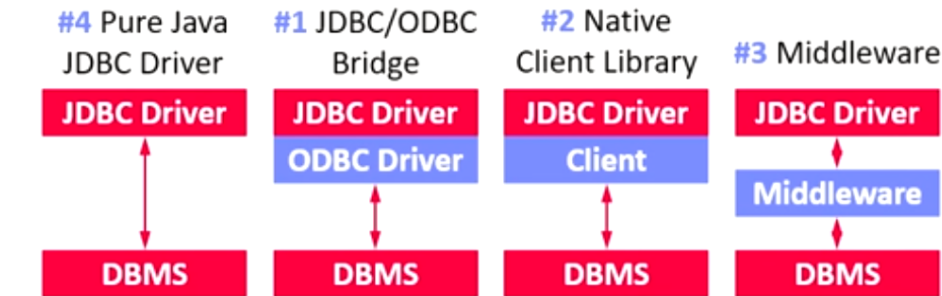 #4 Pure Java
JDBC Driver
JDBC Driver
DBMS
#1 JDBC/ODBC
Bridge
JDBC Driver
ODBC Driver
DBMS
#2 Native
Client Library
JDBC Driver
Client
DBMS
#3 Middleware
JDBC Driver
Middleware
DBMS